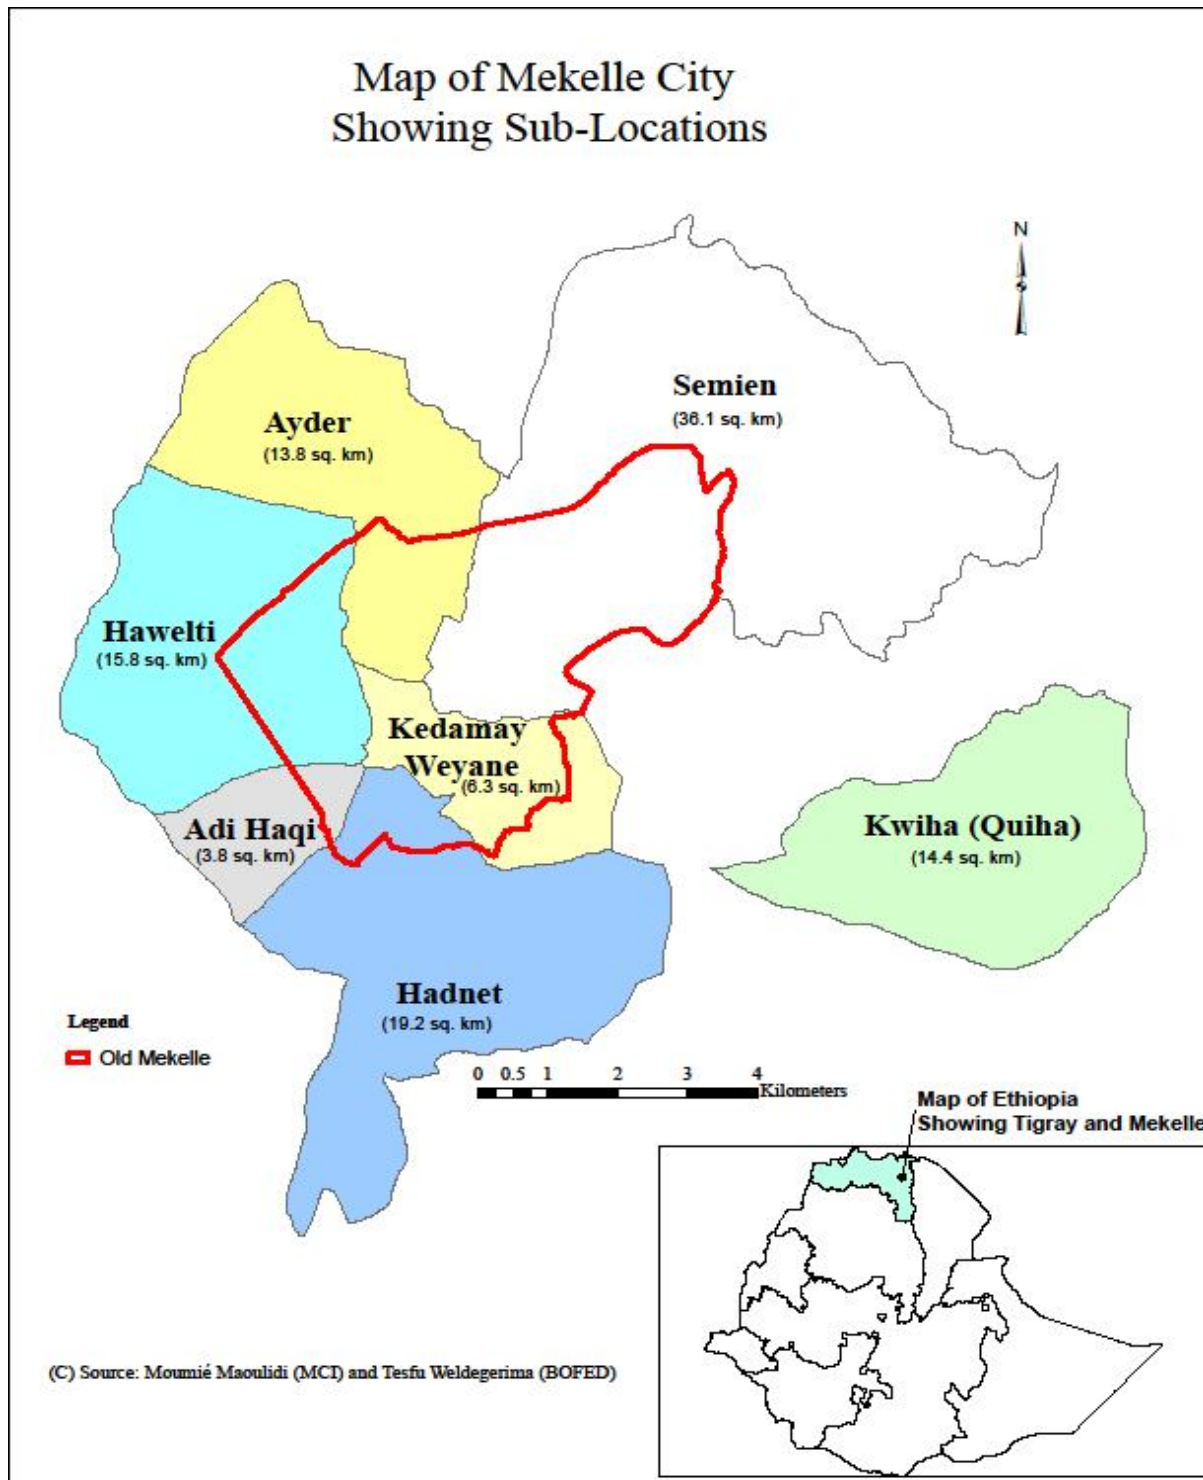 Map of Mekelle City
Showing Sub-Locations
N
Semien
(36.1 sq. km)
Ayder
(13.8 sq. km)
Hawelti
(15.8 sq. km)
Kedamay
Weyane
(6.3 sq. km)
Adi Haqi
(3.8 sq. km)
Kwiha (Quiha)
(14.4 sq. km)
Hadnet
(19.2 sq. km)
Legend
Old Mekelle
0 0.5 1 2 3 4
Kilometers
Map of Ethiopia
Showing Tigray and Mekelle
(C) Source: Moumié Maoulidi (MCI) and Tesfu Weldegerima (BOFED)